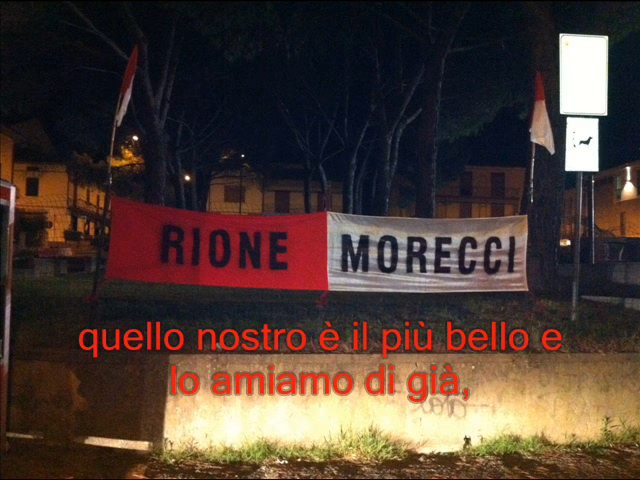 RIONE MORECCI
quello nostro è il più bello e
lo amiamo di già,